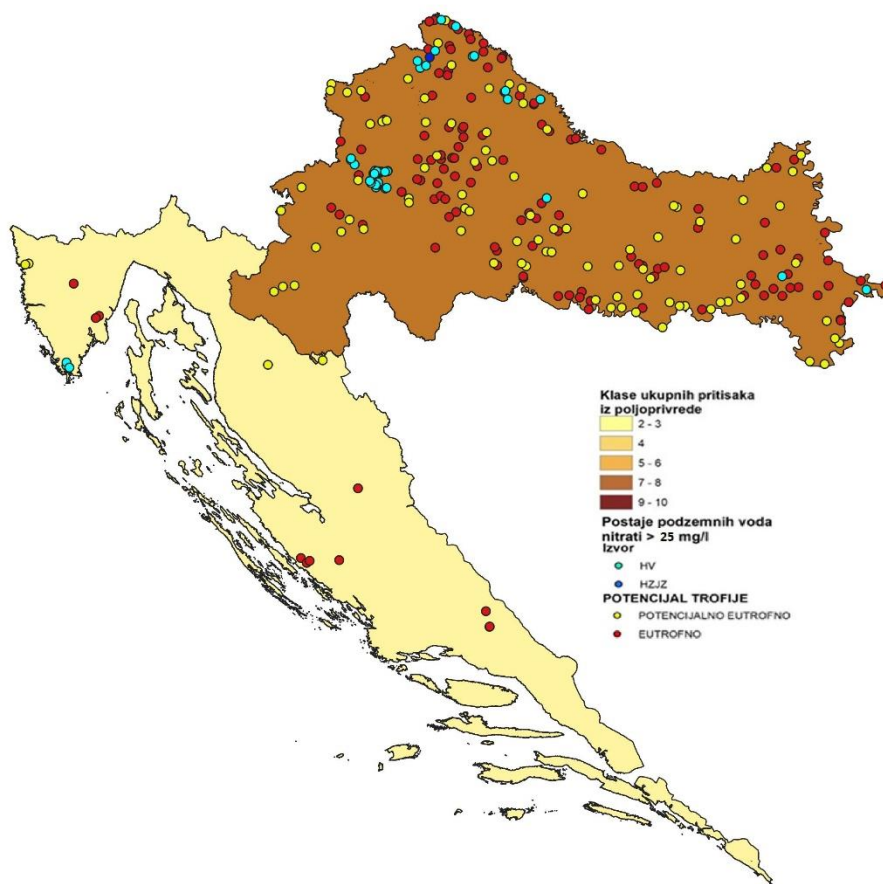 Klase ukupnih pritisaka
iz poljoprivrede
2 - 3
4
5 - 6
7 - 8
9 - 10
Postaje podzemnih voda
nitrati > 25 mg/l
Izvor
HV
HZJZ
POTENCIJAL TROFIJE
POTENCIJALNO EUTROFNO
EUTROFNO